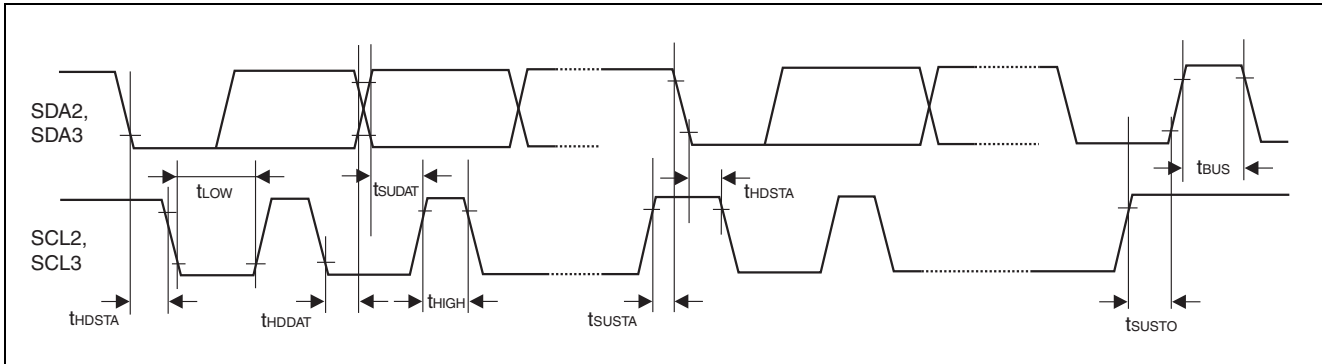 SDA2,
SDA3
tLOW
tSUDAT
tHDSTA
tBUS
SCL2,
SCL3
tHDSTA
tHDDAT
tHIGH
tSUSTA
tSUSTO